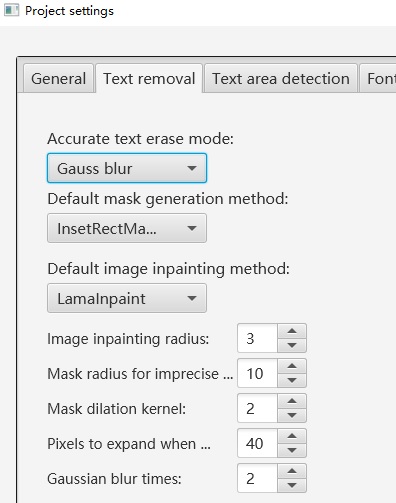 Project settings
General
Text removal
Text area detection
Font
Accurate text erase mode:
Gauss blur
Default mask generation method:
InsetRectMa...
Default image inpainting method:
LamaInpaint
Image inpainting radius:
3
Mask radius for imprecise ...
10
Mask dilation kernel:
2
Pixels to expand when ...
40
Gaussian blur times:
2